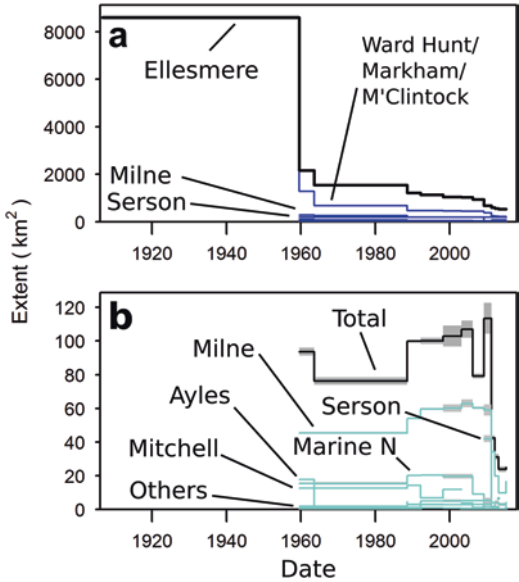 a
8000
6000
4000
2000
0
Ellesmere
Ward Hunt/
Markham/
M'Clintock
Milne
Serson
1920 1940 1960 1980 2000
Extent (km²)
b
120
100
80
60
40
20
0
Total
Milne
Ayles
Serson
Mitchell
Marine N
Others
1920 1940 1960 1980 2000
Date